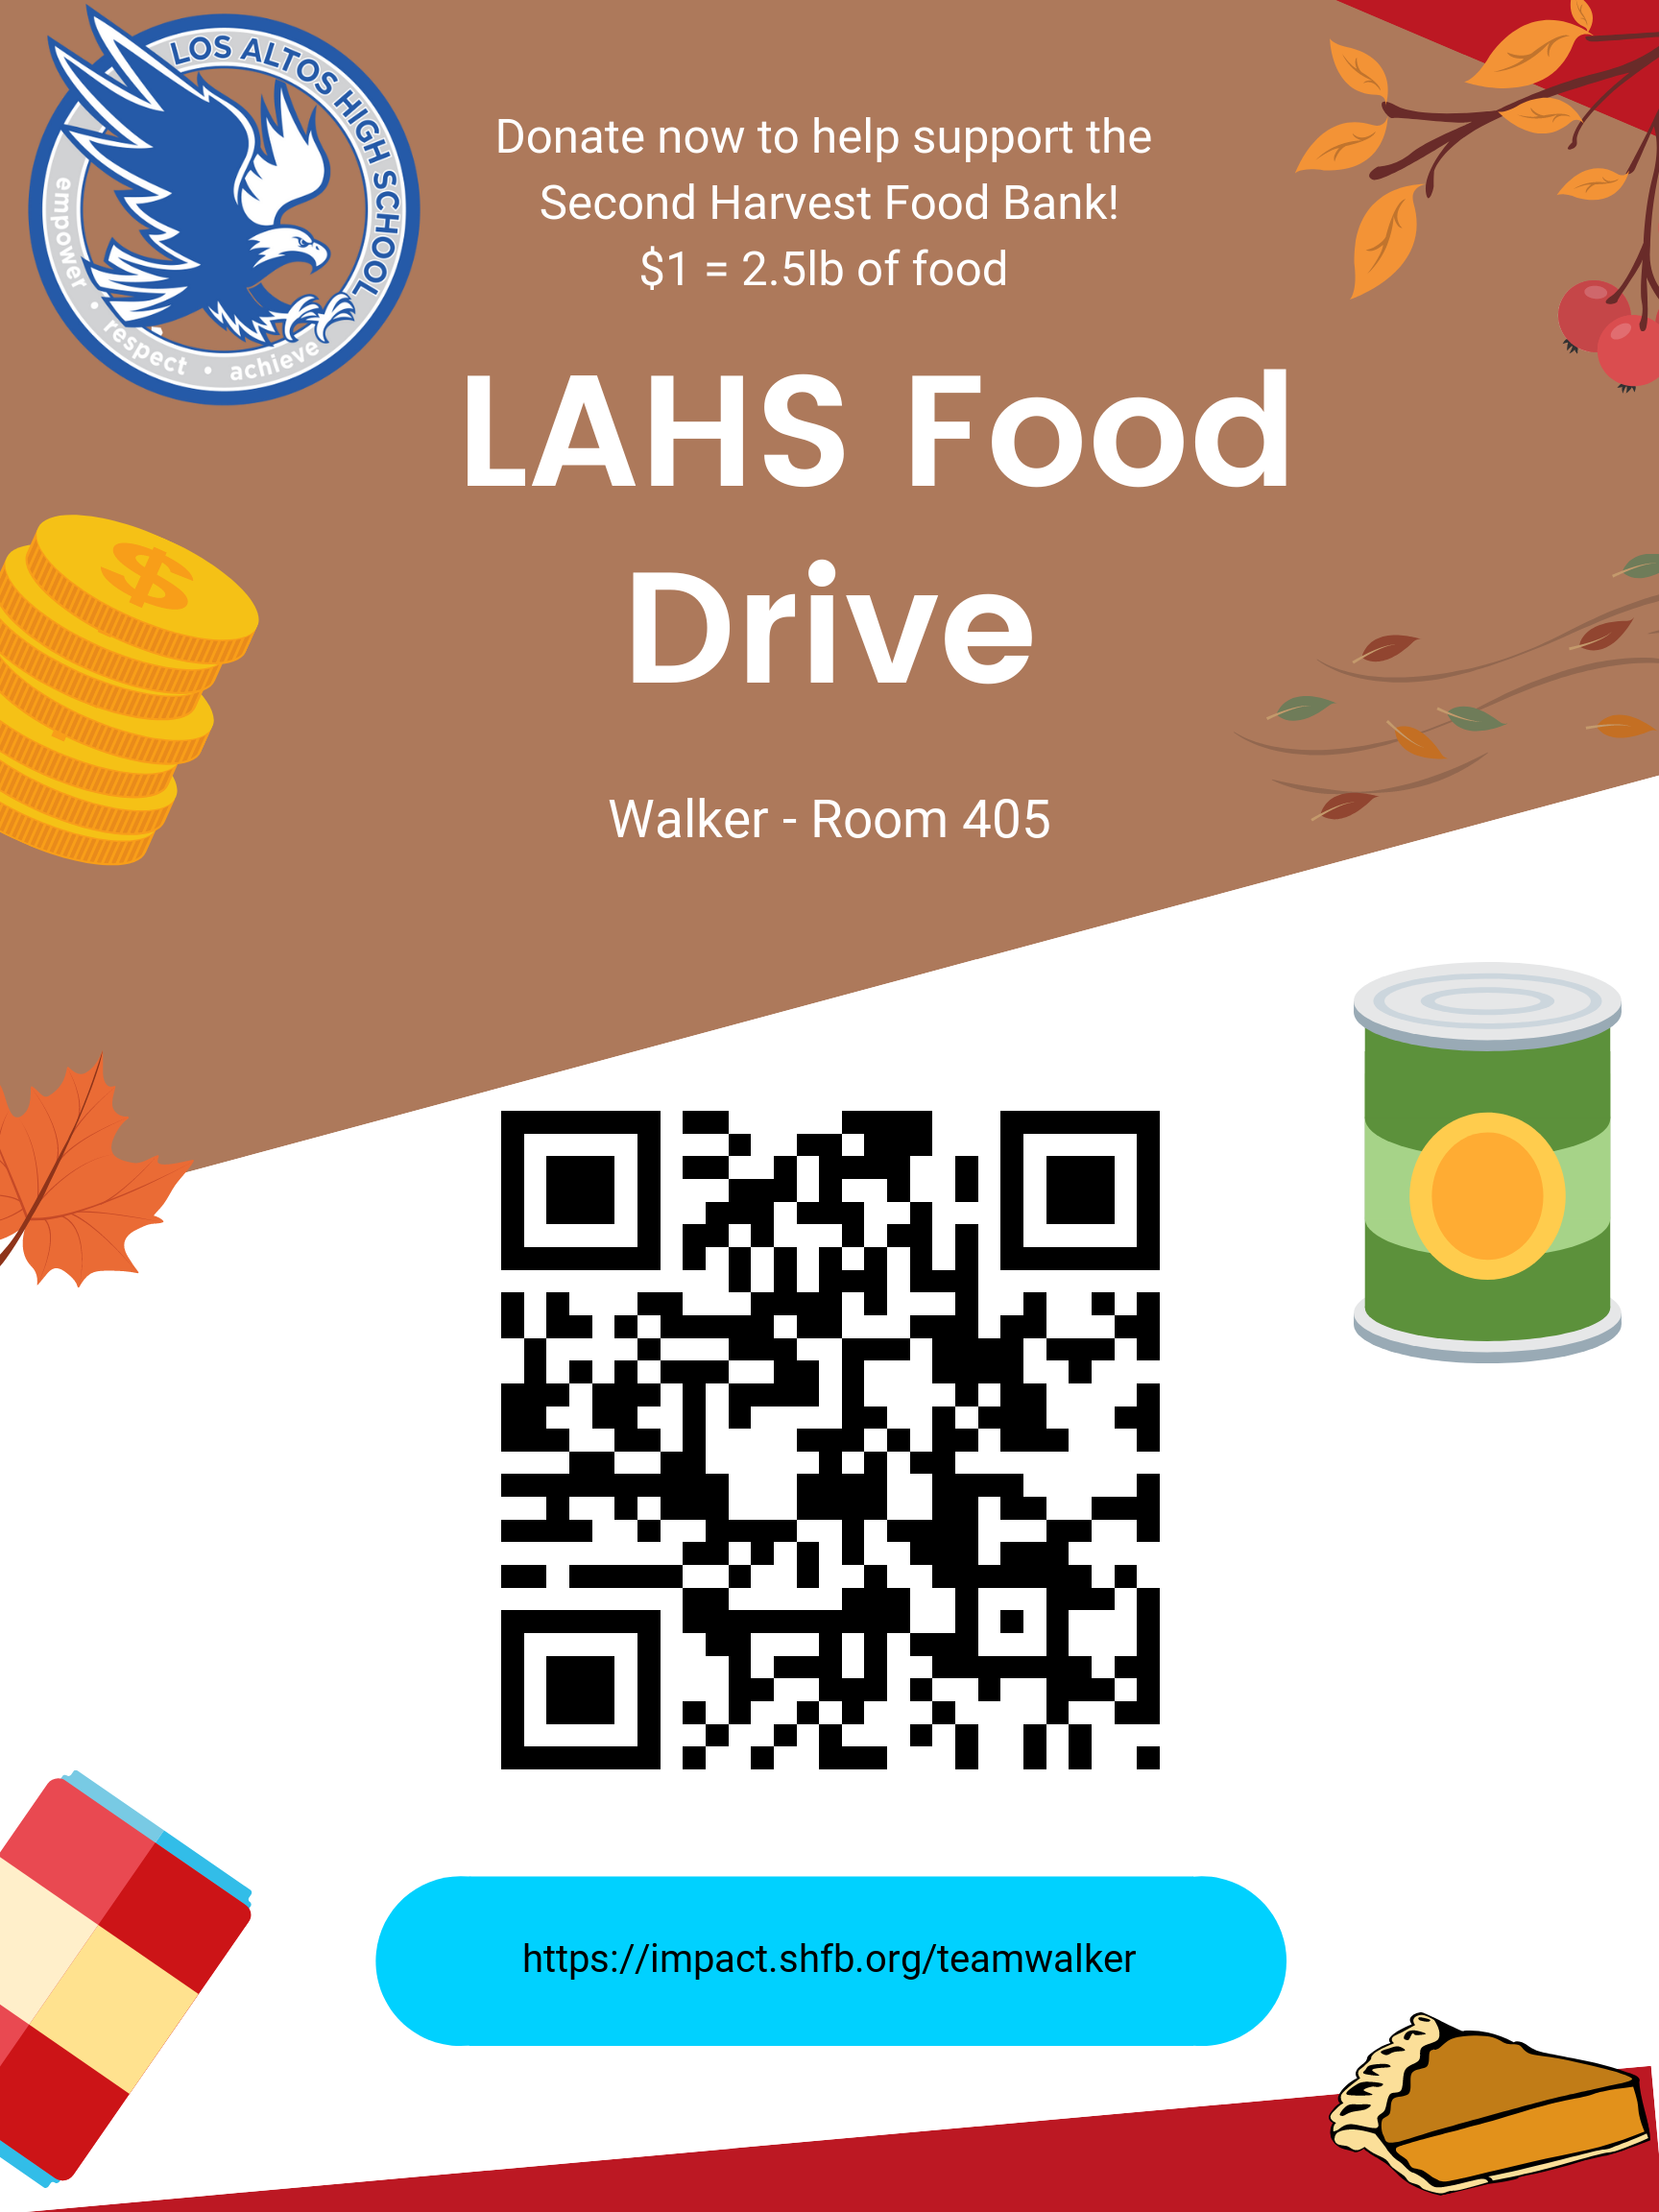 LOS ALTOS HIGH SCHOOL
empower • respect • achieve
Donate now to help support the
Second Harvest Food Bank!
$1 = 2.5lb of food
LAHS Food
Drive
Walker - Room 405
$
https://impact.shfb.org/teamwalker